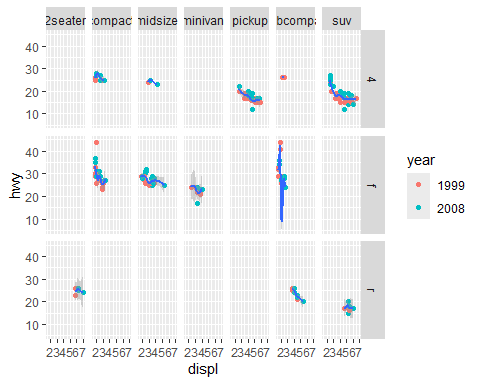 2seater compact midsize minivan pickup bcompa suv
40
30
20
10
4
hwy
40
30
20
10
f
year
1999
2008
40
30
20
10
r
234567 234567 234567 234567 234567 234567 234567
displ